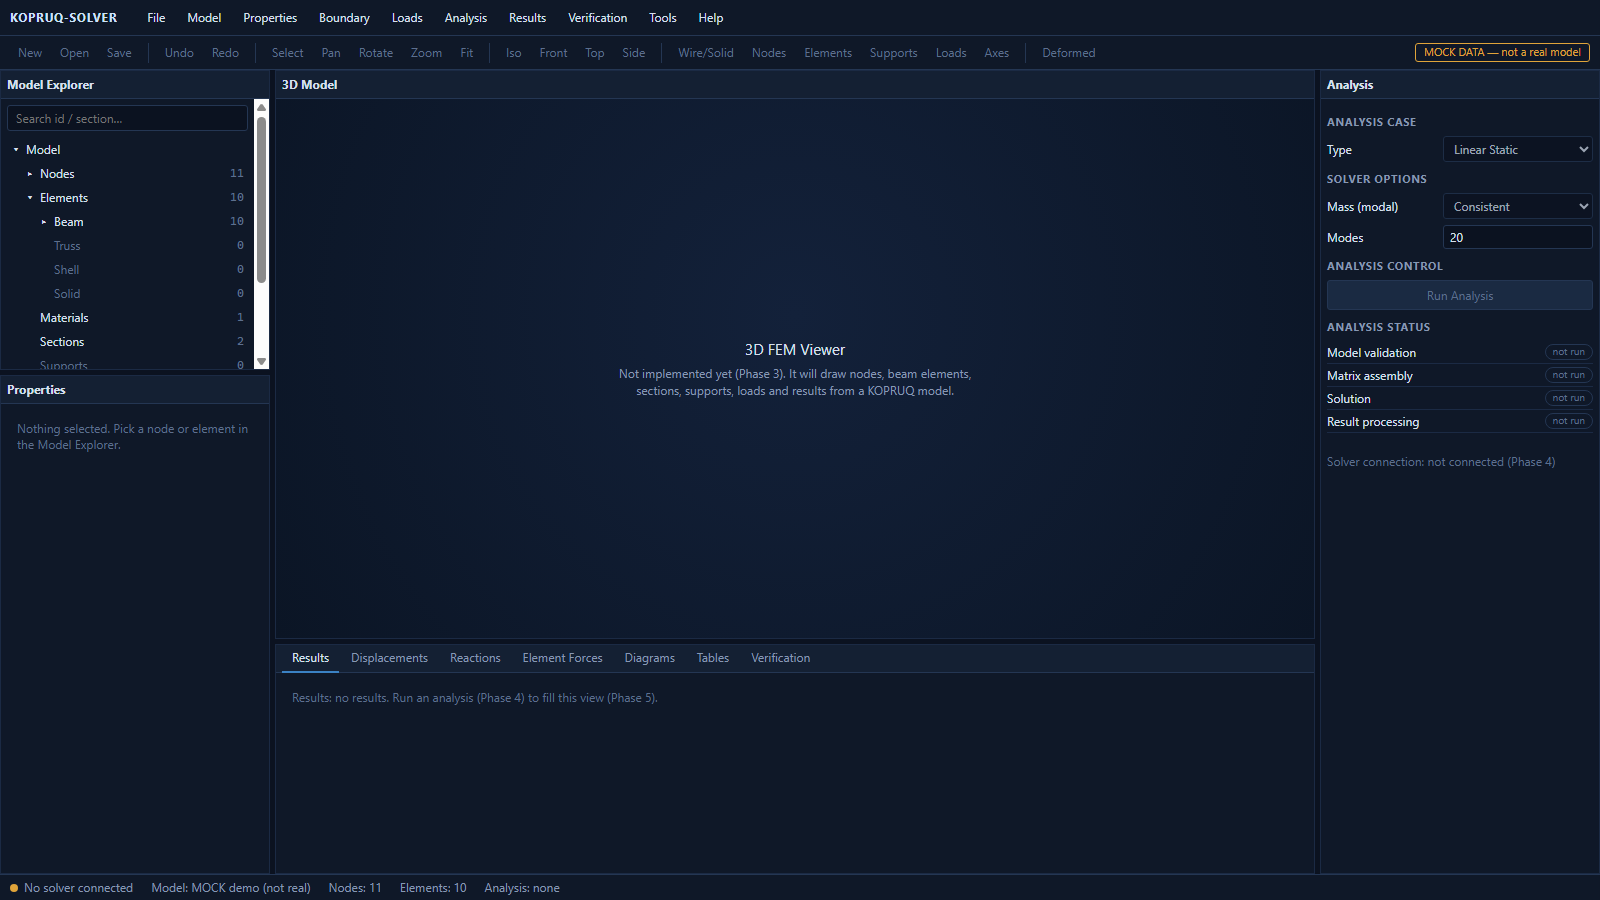 KOPRUQ-SOLVER File Model Properties Boundary Loads Analysis Results Verification Tools Help
New Open Save Undo Redo Select Pan Rotate Zoom Fit Iso Front Top Side Wire/Solid Nodes Elements Supports Loads Axes Deformed MOCK DATA — not a real model
Model Explorer
Search id / section...
Model
Nodes 11
Elements 10
Beam 10
Truss 0
Shell 0
Solid 0
Materials 1
Sections 2
Supports 0
Properties
Nothing selected. Pick a node or element in
the Model Explorer.
3D Model
3D FEM Viewer
Not implemented yet (Phase 3). It will draw nodes, beam elements,
sections, supports, loads and results from a KOPRUQ model.
Results Displacements Reactions Element Forces Diagrams Tables Verification
Results: no results. Run an analysis (Phase 4) to fill this view (Phase 5).
Analysis
ANALYSIS CASE
Type Linear Static
SOLVER OPTIONS
Mass (modal) Consistent
Modes 20
ANALYSIS CONTROL
Run Analysis
ANALYSIS STATUS
Model validation not run
Matrix assembly not run
Solution not run
Result processing not run
Solver connection: not connected (Phase 4)
No solver connected Model: MOCK demo (not real) Nodes: 11 Elements: 10 Analysis: none